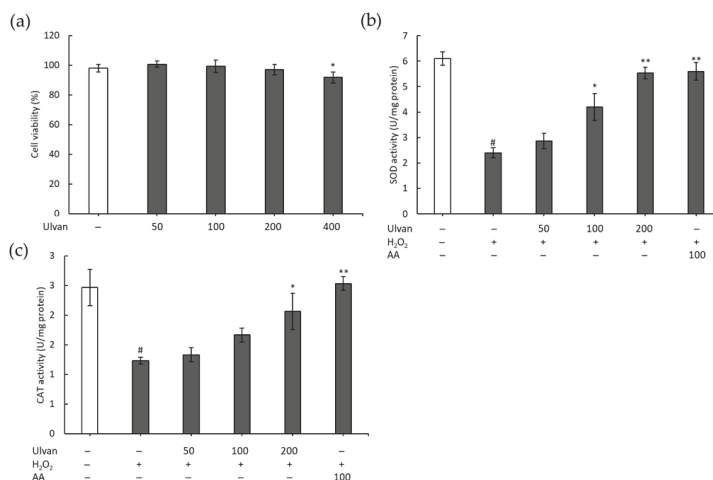 (a)
120
100
80
60
40
20
0
Cell viability (%)
*
Ulvan – 50 100 200 400
(b)
7
6
5
4
3
2
1
0
SOD activity (U/mg protein)
# * ** **
Ulvan – – 50 100 200 –
H₂O₂ – + + + + +
AA – – – – – 100
(c)
3
3
2
2
1
1
0
CAT activity (U/mg protein)
# * **
Ulvan – – 50 100 200 –
H₂O₂ – + + + + +
AA – – – – – 100